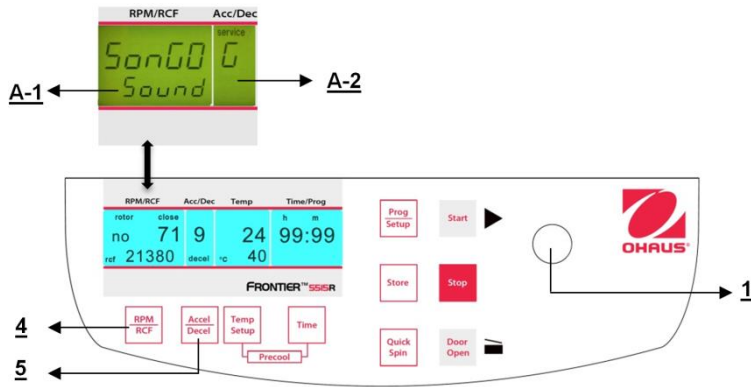 RPM/RCF Acc/Dec
service
SonGO G
Sound
A-1
A-2
RPM/RCF Acc/Dec Temp Time/Prog
rotor close h m
no 71 9 24 99:99
rcf 21380 decel °C 40
FRONTIER™ 5515R
Prog
Setup
Start
OHAUS®
Store
Stop
1
4
RPM
RCF
Accel
Decel
Temp
Setup
Time
Precool
Quick
Spin
Door
Open
5